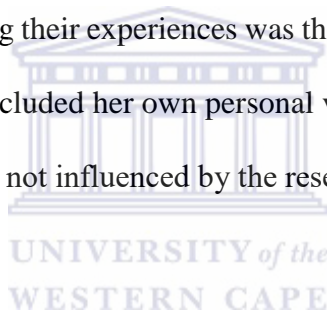 g their experiences was th
cluded her own personal v
not influenced by the rese
UNIVERSITY of the
WESTERN CAPE